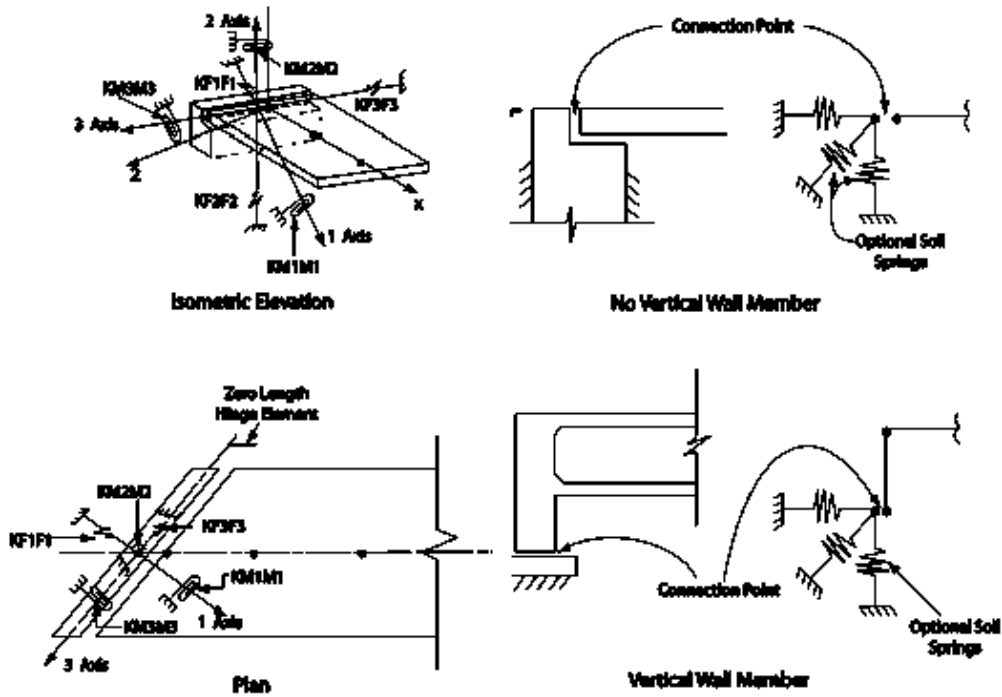 2 Axis
Connection Point
KM2M2
KF1F1
KM3M3
KF3F3
3 Axis
Z
KF2F2
X
1 Axis
KM1M1
Optional Soil
Springs
Isometric Elevation
No Vertical Wall Member
Zero Length
Hinge Element
KM2M2
KF1F1
KF3F3
KM1M1
Connection Point
1 Axis
KM3M3
Optional Soil
Springs
3 Axis
Plan
Vertical Wall Member